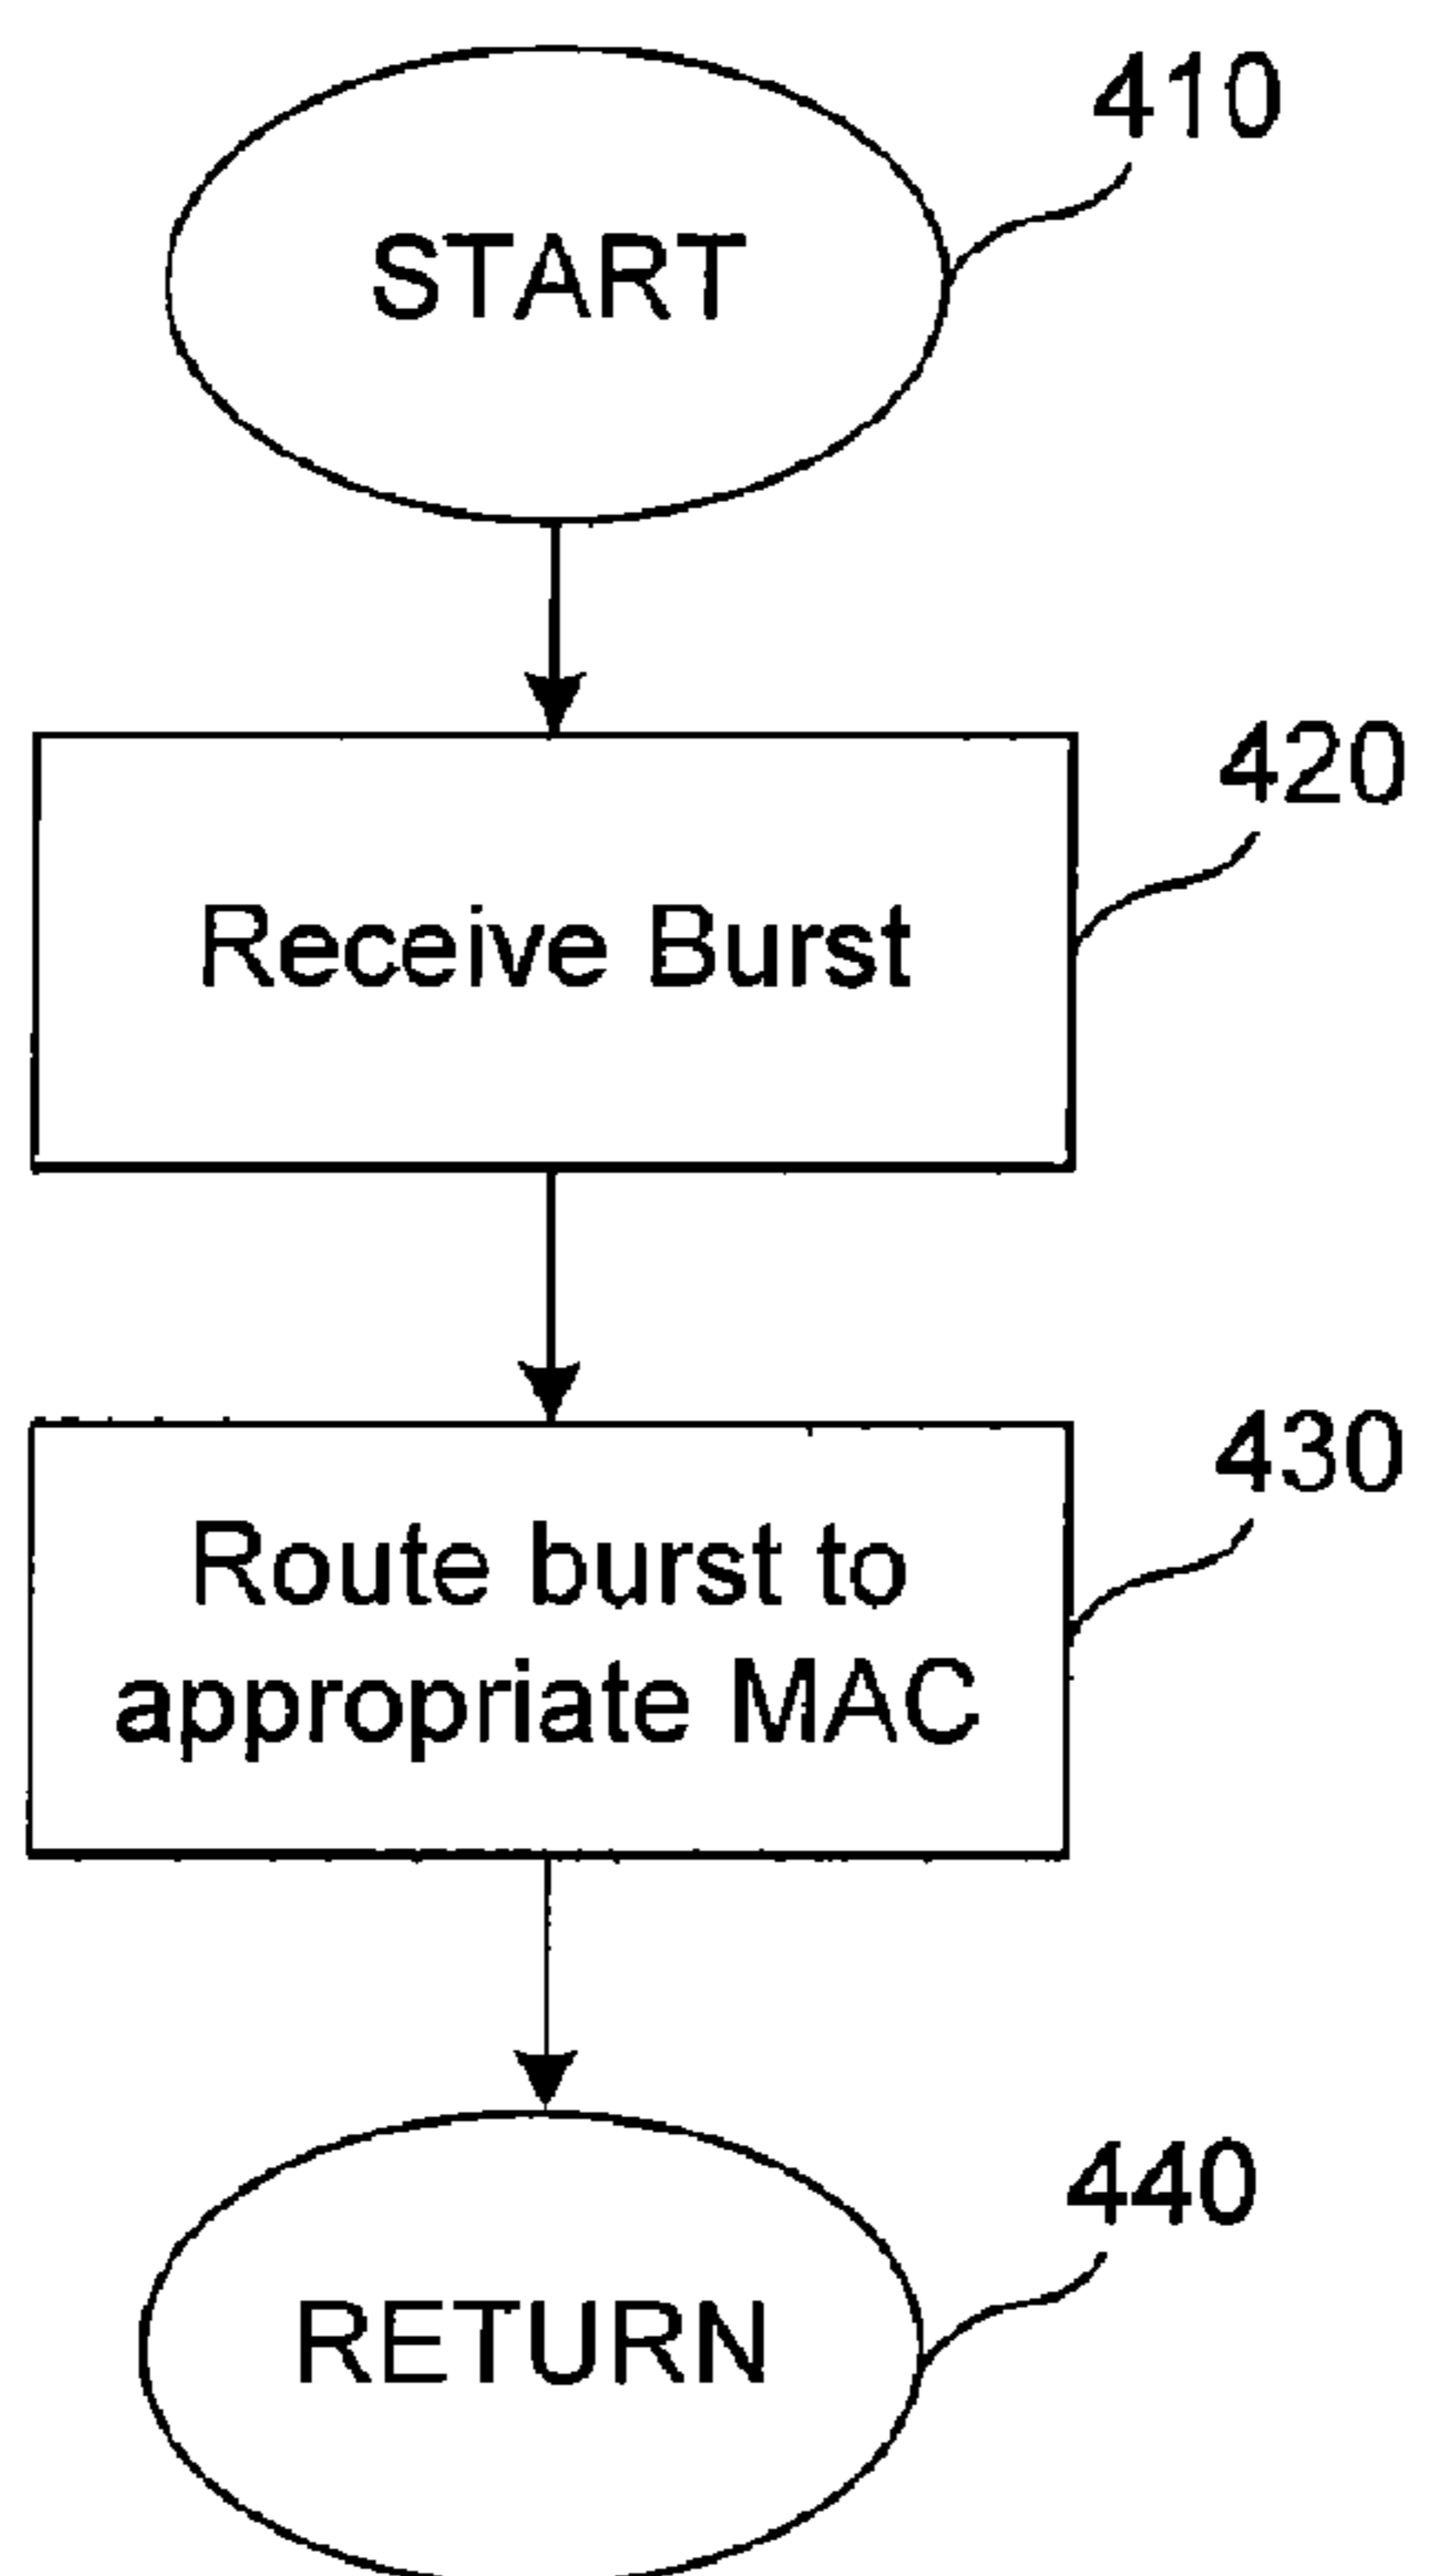 410
START
420
Receive Burst
430
Route burst to
appropriate MAC
440
RETURN